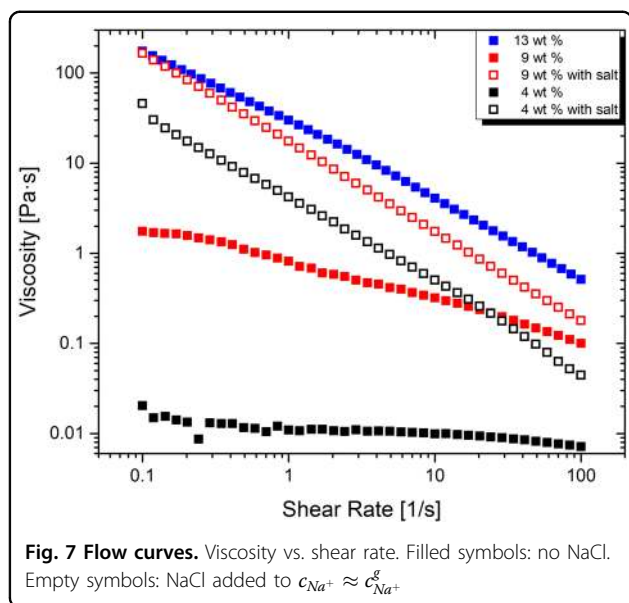 13 wt %
9 wt %
9 wt % with salt
4 wt %
4 wt % with salt
Viscosity [Pa·s]
100
10
1
0.1
0.01
0.1
1
10
100
Shear Rate [1/s]
Fig. 7 Flow curves. Viscosity vs. shear rate. Filled symbols: no NaCl.
Empty symbols: NaCl added to $c_{Na^+} \approx c^g_{Na^+}$